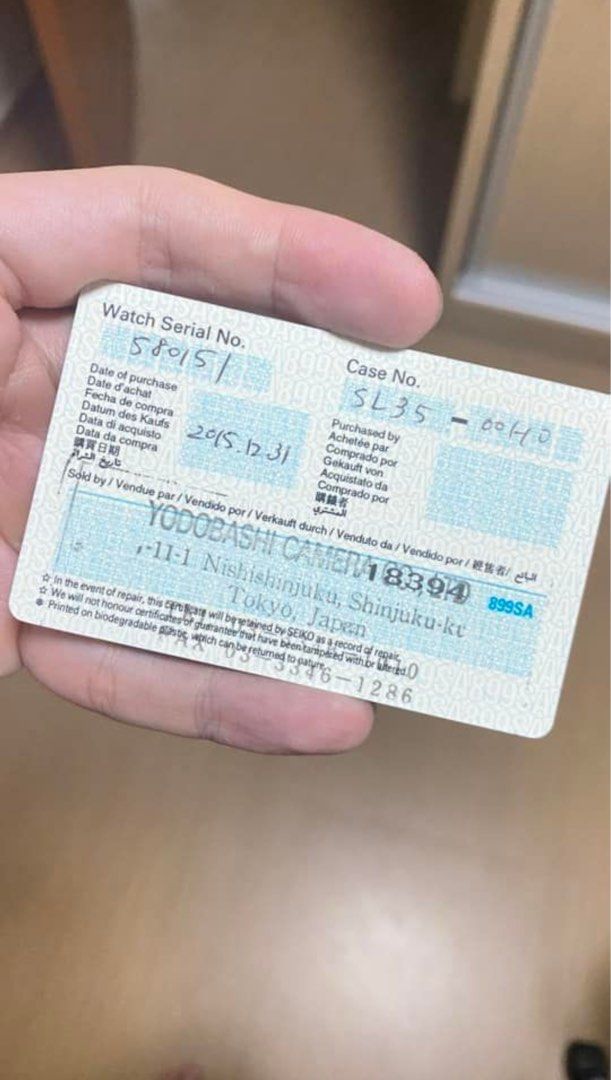 Watch Serial No.
580151
Case No.
SL35 - 0040
Date of purchase
Date d'achat
Fecha de compra
Datum des Kaufs
Data di acquisto
Data da compra
購買日期
تاريخ الشراء
2015.12.31
Purchased by
Achetée par
Comprado por
Gekauft von
Acquistato da
Comprado por
購錶者
المشتري
Sold by / Vendue par / Vendido por / Verkauft durch / Venduto da / Vendido por / 經售者/ البائع
YODOBASHI CAMERA
18394
899SA
-11-1 Nishishinjuku, Shinjuku-ku
Tokyo, Japan
FAX 03-3346-1286
☆ In the event of repair, this certificate will be retained by SEIKO as a record of repair.
☆ We will not honour certificates of guarantee that have been tampered with or altered.
⊛ Printed on biodegradable plastic, which can be returned to nature.